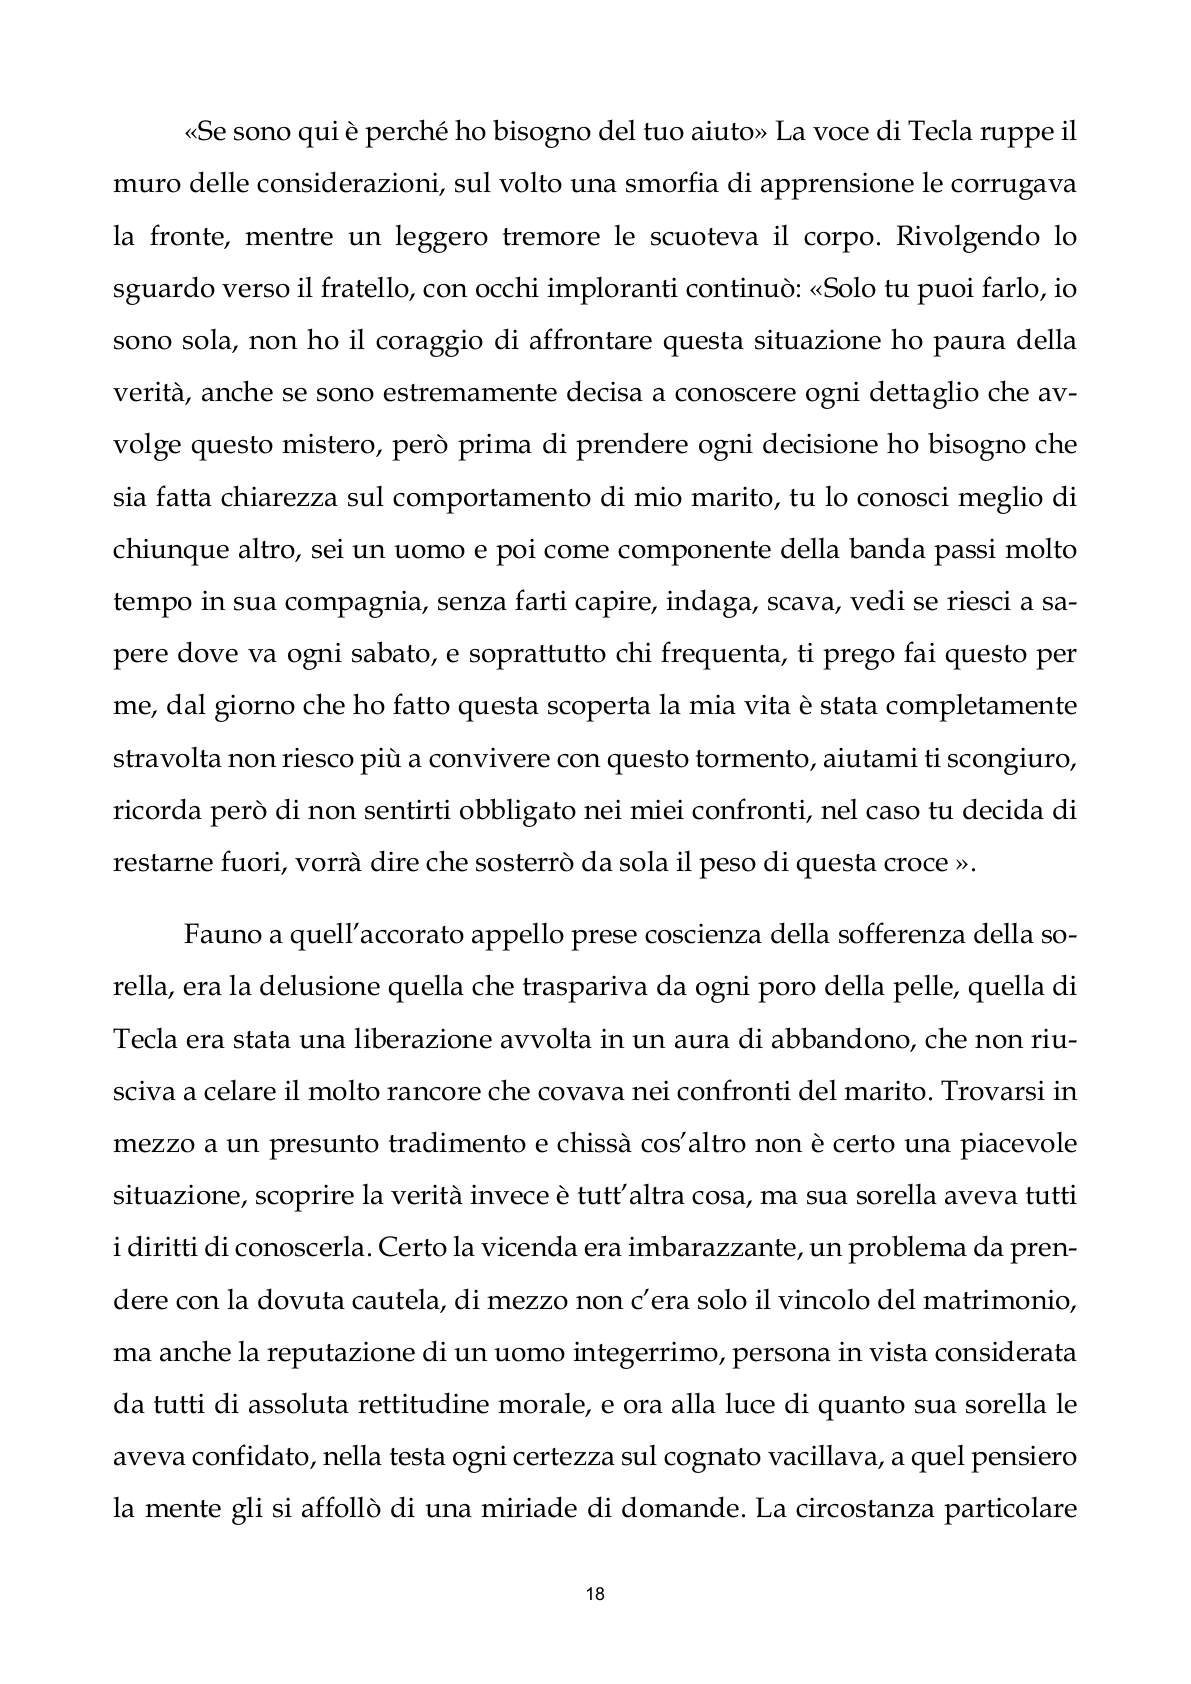 «Se sono qui è perché ho bisogno del tuo aiuto» La voce di Tecla ruppe il
muro delle considerazioni, sul volto una smorfia di apprensione le corrugava
la fronte, mentre un leggero tremore le scuoteva il corpo. Rivolgendo lo
sguardo verso il fratello, con occhi imploranti continuò: «Solo tu puoi farlo, io
sono sola, non ho il coraggio di affrontare questa situazione ho paura della
verità, anche se sono estremamente decisa a conoscere ogni dettaglio che av-
volge questo mistero, però prima di prendere ogni decisione ho bisogno che
sia fatta chiarezza sul comportamento di mio marito, tu lo conosci meglio di
chiunque altro, sei un uomo e poi come componente della banda passi molto
tempo in sua compagnia, senza farti capire, indaga, scava, vedi se riesci a sa-
pere dove va ogni sabato, e soprattutto chi frequenta, ti prego fai questo per
me, dal giorno che ho fatto questa scoperta la mia vita è stata completamente
stravolta non riesco più a convivere con questo tormento, aiutami ti scongiuro,
ricorda però di non sentirti obbligato nei miei confronti, nel caso tu decida di
restarne fuori, vorrà dire che sosterrò da sola il peso di questa croce ».
Fauno a quell’accorato appello prese coscienza della sofferenza della so-
rella, era la delusione quella che traspariva da ogni poro della pelle, quella di
Tecla era stata una liberazione avvolta in un aura di abbandono, che non riu-
sciva a celare il molto rancore che covava nei confronti del marito. Trovarsi in
mezzo a un presunto tradimento e chissà cos’altro non è certo una piacevole
situazione, scoprire la verità invece è tutt’altra cosa, ma sua sorella aveva tutti
i diritti di conoscerla. Certo la vicenda era imbarazzante, un problema da pren-
dere con la dovuta cautela, di mezzo non c’era solo il vincolo del matrimonio,
ma anche la reputazione di un uomo integerrimo, persona in vista considerata
da tutti di assoluta rettitudine morale, e ora alla luce di quanto sua sorella le
aveva confidato, nella testa ogni certezza sul cognato vacillava, a quel pensiero
la mente gli si affollò di una miriade di domande. La circostanza particolare
18